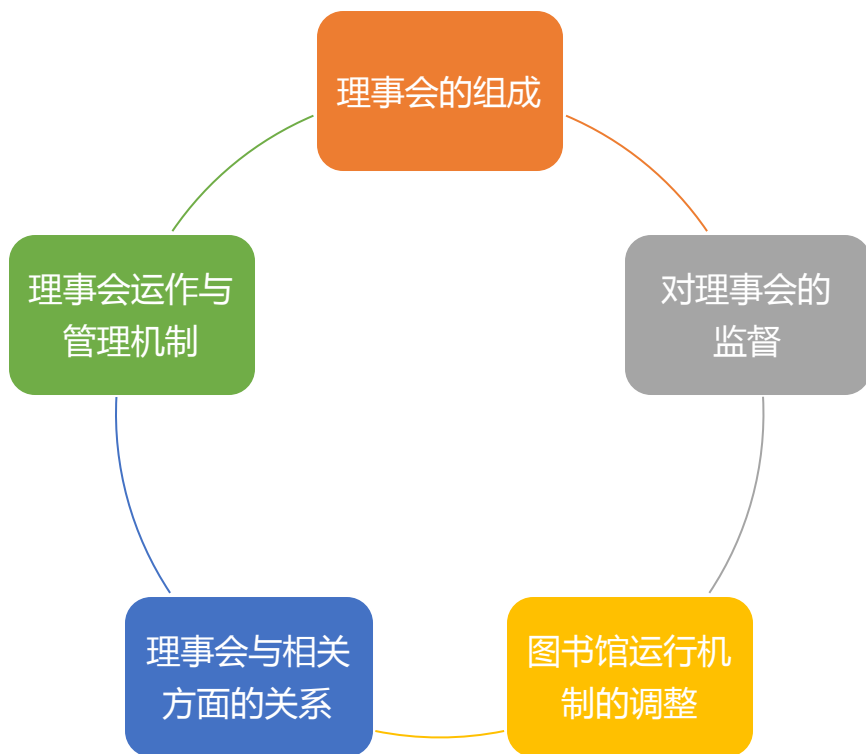 理事会的组成
理事会运作与
管理机制
对理事会的
监督
理事会与相关
方面的关系
图书馆运行机
制的调整